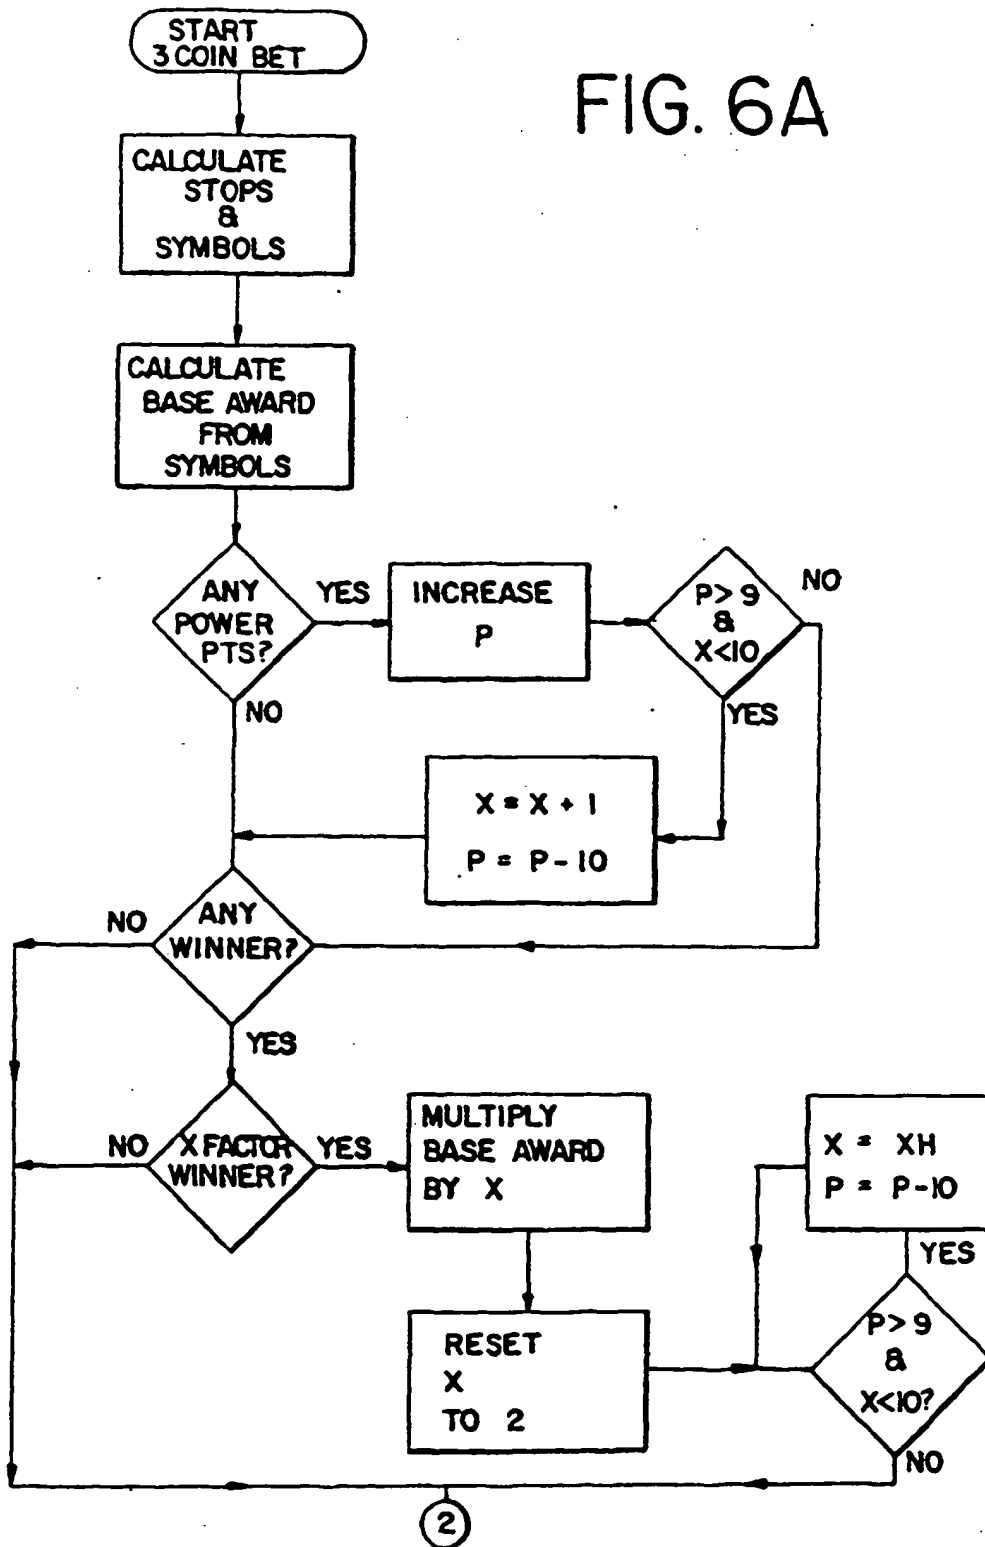 START
3 COIN BET
FIG. 6A
CALCULATE
STOPS
&
SYMBOLS
CALCULATE
BASE AWARD
FROM
SYMBOLS
ANY
POWER
PTS?
YES
NO
INCREASE
P
P > 9
&
X<10
NO
YES
X = X + 1
P = P - 10
ANY
WINNER?
NO
YES
X FACTOR
WINNER?
NO
YES
MULTIPLY
BASE AWARD
BY X
RESET
X
TO 2
X = XH
P = P-10
YES
P > 9
&
X<10?
NO
2